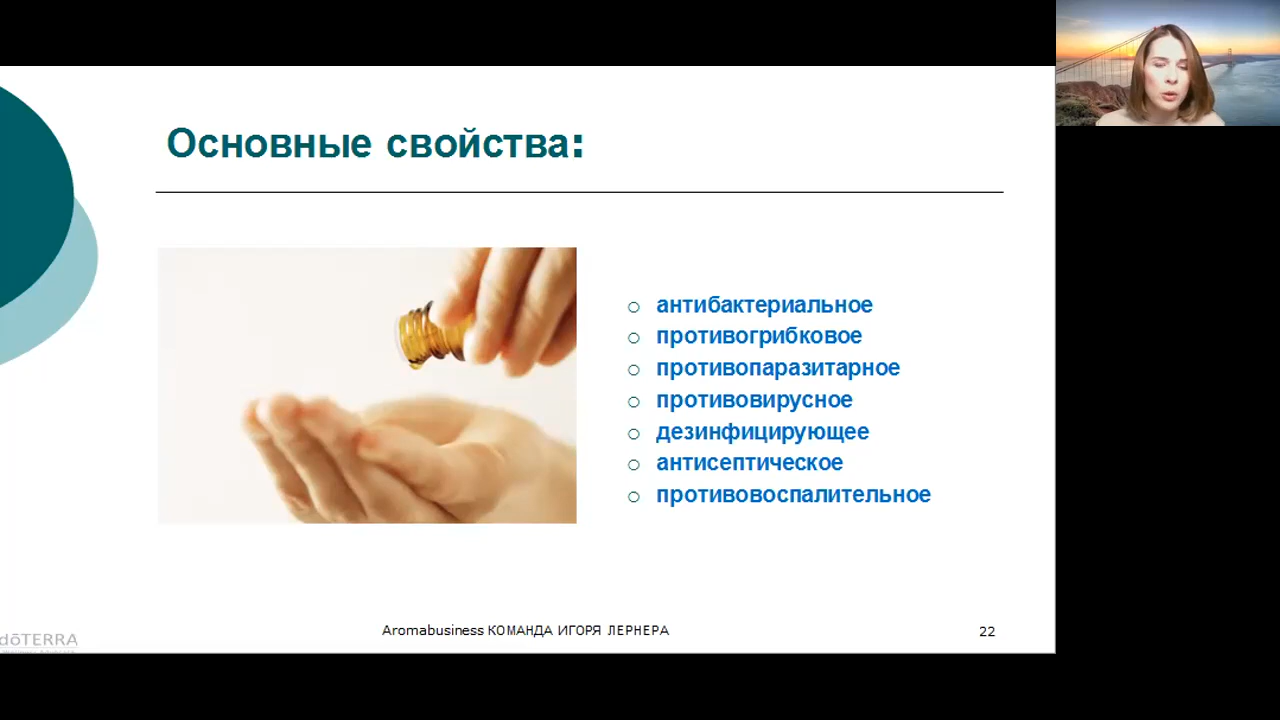 Основные свойства:
антибактериальное
противогрибковое
противопаразитарное
противовирусное
дезинфицирующее
антисептическое
противовоспалительное
dōTERRA
Aromabusiness КОМАНДА ИГОРЯ ЛЕРНЕРА
22